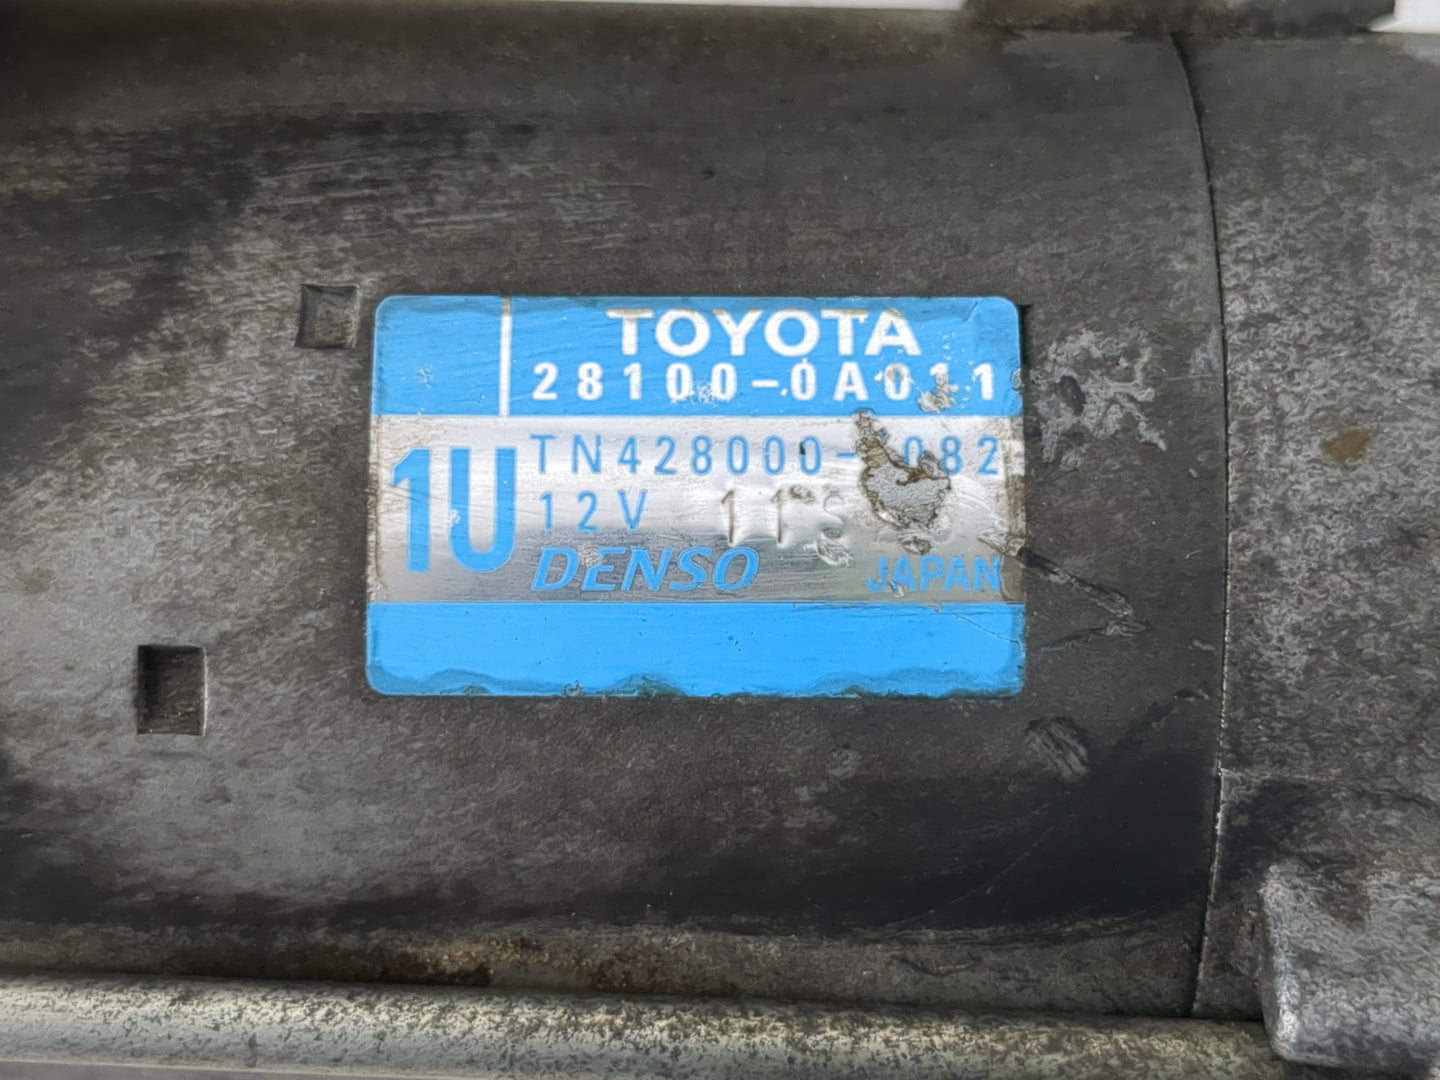 TOYOTA
28100-0A011
1U
TN428000-
082
12V
DENSO
JAPAN